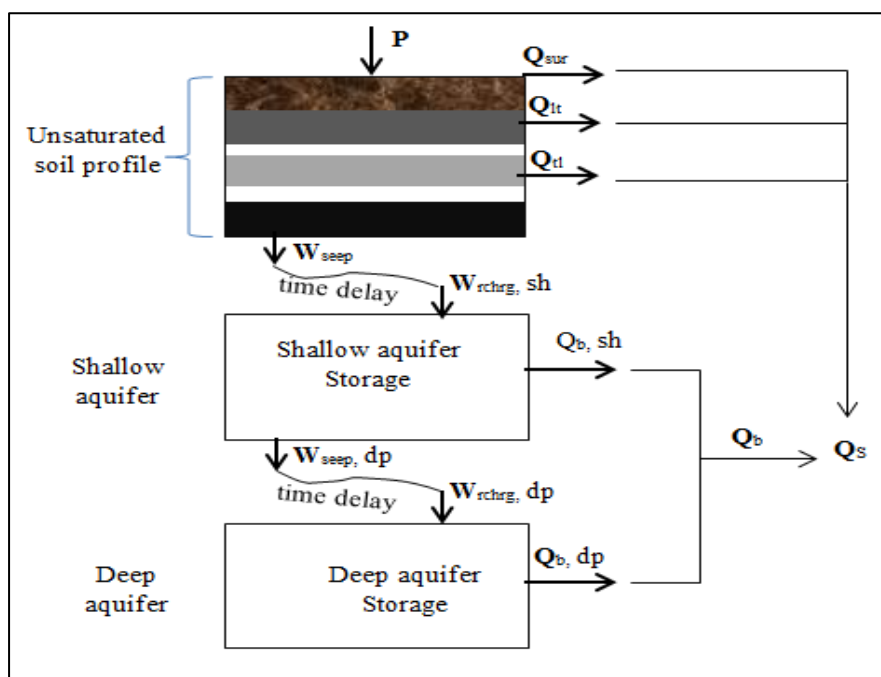 P
Qsur
Qlt
Qtl
Unsaturated
soil profile
Wseep
time delay
Wrchrg, sh
Shallow aquifer
Storage
Qb, sh
Shallow
aquifer
Wseep, dp
time delay
Wrchrg, dp
Qb
QS
Deep aquifer
Storage
Qb, dp
Deep
aquifer